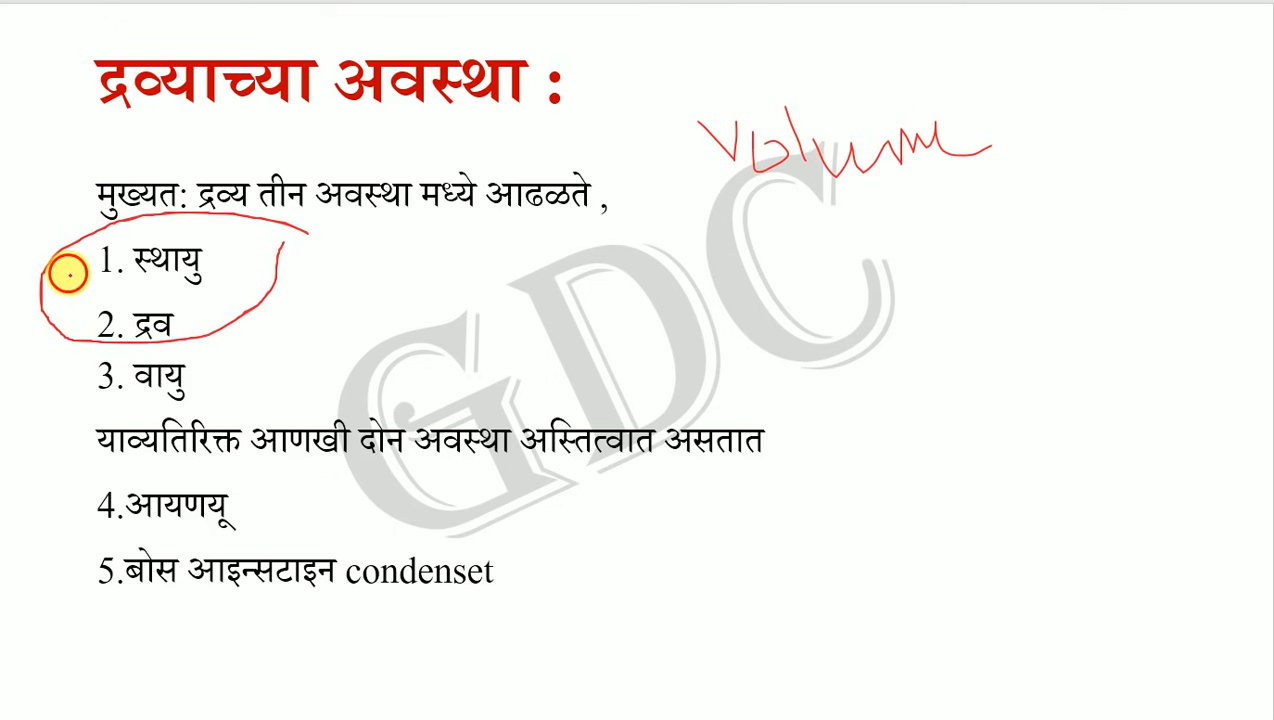 द्रव्याच्या अवस्था :
volume
मुख्यत: द्रव्य तीन अवस्था मध्ये आढळते ,
1. स्थायु
2. द्रव
3. वायु
याव्यतिरिक्त आणखी दोन अवस्था अस्तित्वात असतात
4.आयणयू
5.बोस आइन्सटाइन condenset
GDC